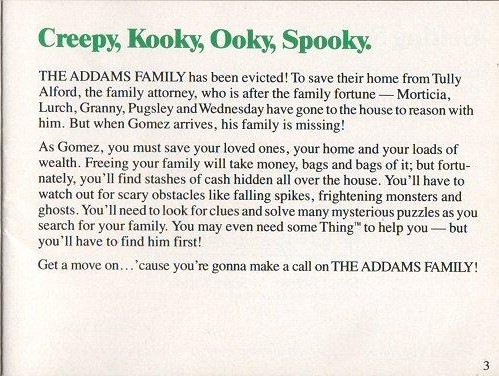 Creepy, Kooky, Ooky, Spooky.
THE ADDAMS FAMILY has been evicted! To save their home from Tully
Alford, the family attorney, who is after the family fortune — Morticia,
Lurch, Granny, Pugsley and Wednesday have gone to the house to reason with
him. But when Gomez arrives, his family is missing!
As Gomez, you must save your loved ones, your home and your loads of
wealth. Freeing your family will take money, bags and bags of it; but fortu-
nately, you'll find stashes of cash hidden all over the house. You'll have to
watch out for scary obstacles like falling spikes, frightening monsters and
ghosts. You'll need to look for clues and solve many mysterious puzzles as you
search for your family. You may even need some Thing™ to help you — but
you'll have to find him first!
Get a move on...'cause you're gonna make a call on THE ADDAMS FAMILY!
3